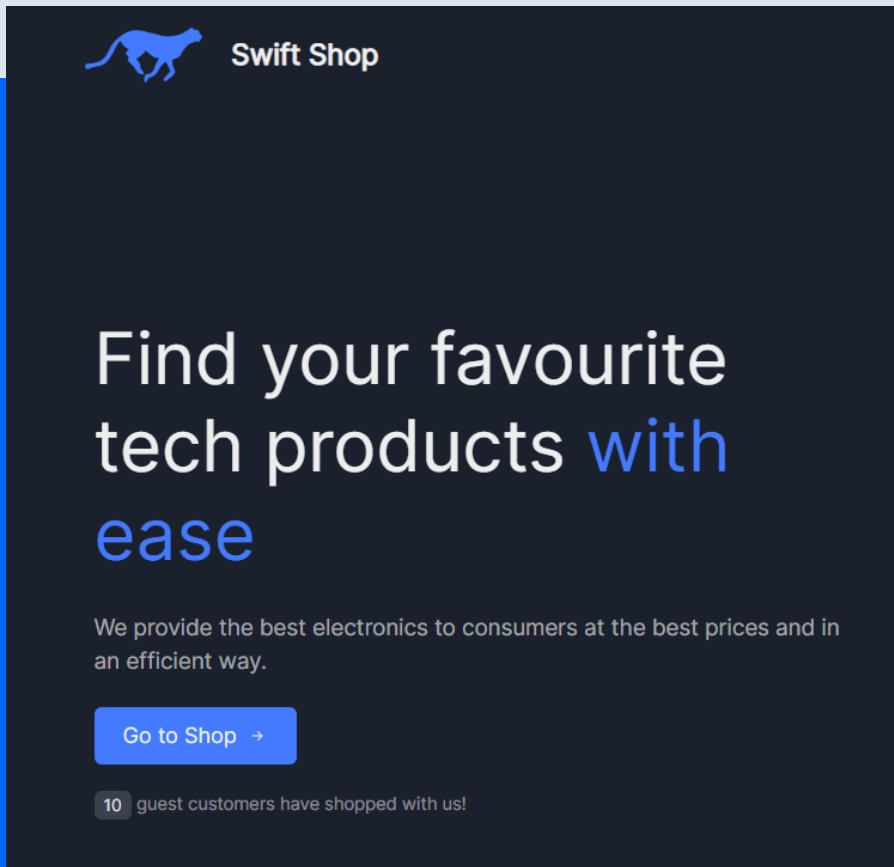 Swift Shop
Find your favourite
tech products with
ease
We provide the best electronics to consumers at the best prices and in
an efficient way.
Go to Shop →
10 guest customers have shopped with us!